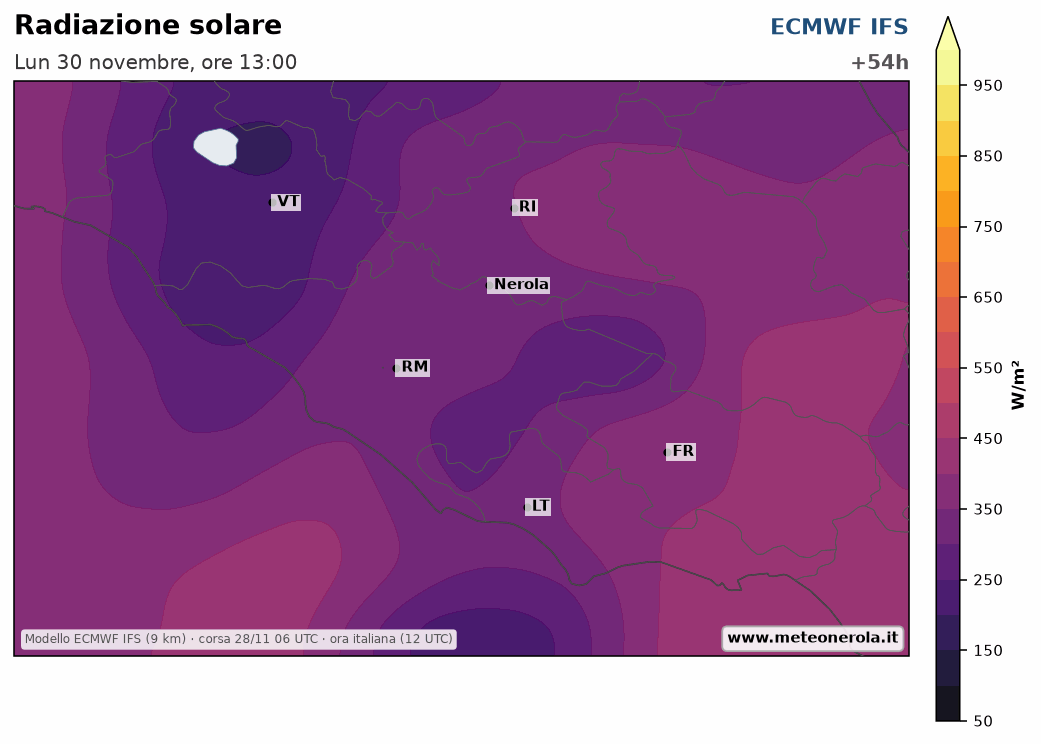 Radiazione solare
ECMWF IFS
Lun 30 novembre, ore 13:00
+54h
950
850
750
650
550
450
350
250
150
50
W/m²
VT
RI
Nerola
RM
FR
LT
Modello ECMWF IFS (9 km) · corsa 28/11 06 UTC · ora italiana (12 UTC)
www.meteonerola.it